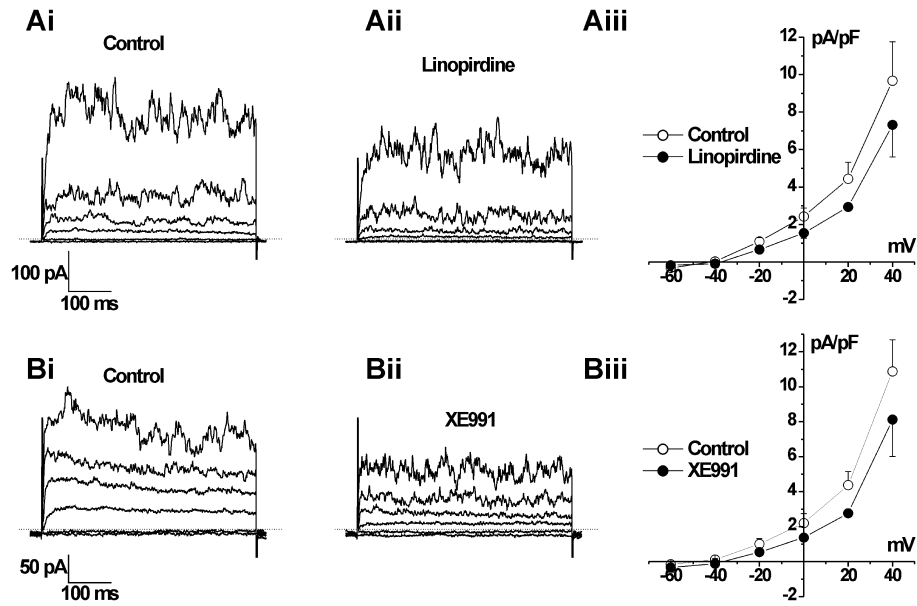 Ai
Control
100 pA
100 ms
Aii
Linopirdine
Aiii
pA/pF
12
10
8
6
4
2
-2
Control
Linopirdine
mV
-60 -40 -20 0 20 40
Bi
Control
50 pA
100 ms
Bii
XE991
Biii
pA/pF
12
10
8
6
4
2
-2
Control
XE991
mV
-60 -40 -20 0 20 40